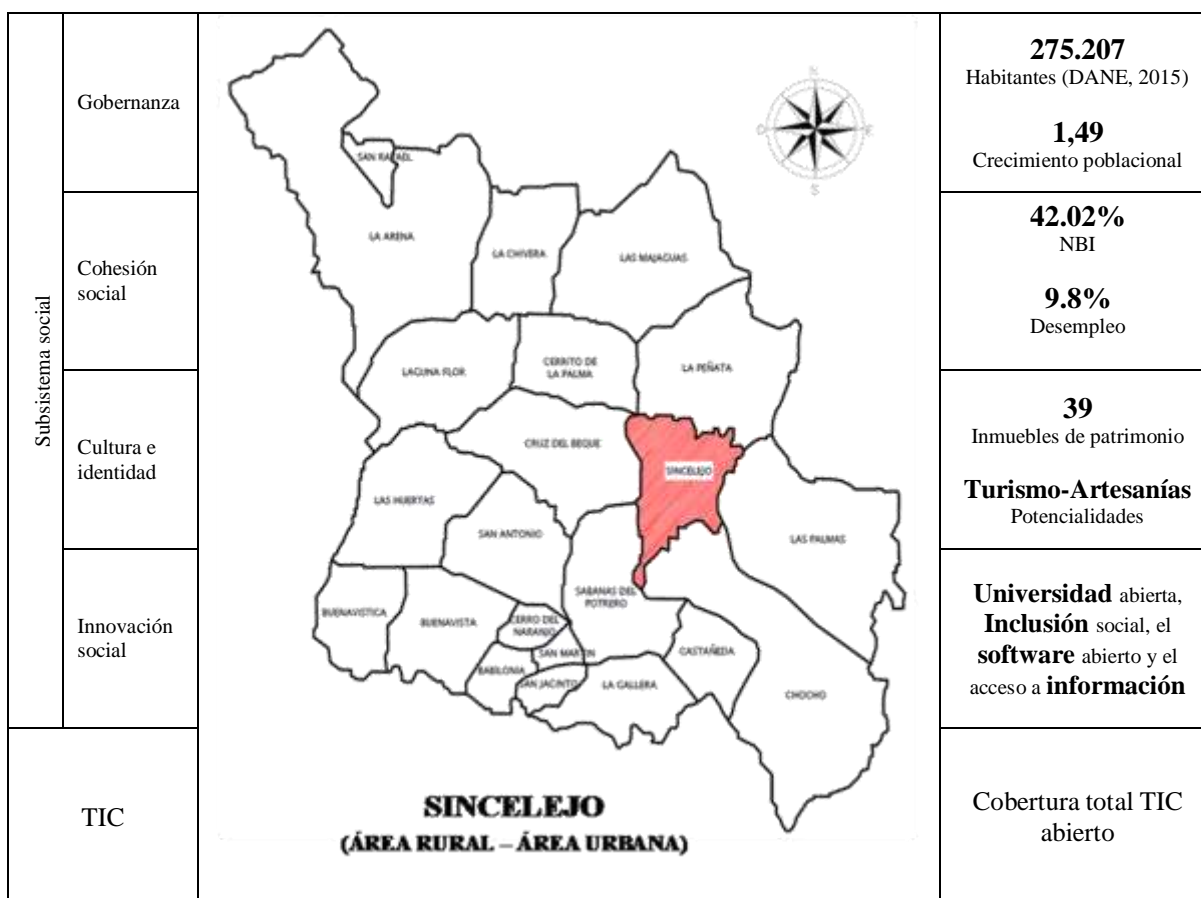 Subsistema social
Gobernanza
275.207
Habitantes (DANE, 2015)
1,49
Crecimiento poblacional
Cohesión
social
42.02%
NBI
9.8%
Desempleo
Cultura e
identidad
39
Inmuebles de patrimonio
Turismo-Artesanías
Potencialidades
Innovación
social
Universidad abierta,
Inclusión social, el
software abierto y el
acceso a información
TIC
Cobertura total TIC
abierto
N
O
E
S
SAN RAFAEL
LA ARENA
LA CHIVERA
LAS MAJAGUAS
LAGUNA FLOR
CERRITO DE
LA PALMA
LA PEÑATA
CRUZ DEL BEQUE
SINCELEJO
LAS HUERTAS
SAN ANTONIO
LAS PALMAS
BUENAVISTICA
BUENAVISTA
CERRO DEL
NARANJO
SABANAS DEL
POTRERO
SAN MARTIN
CASTAÑEDA
BABILONIA
SAN JACINTO
LA GALLERA
CHOCHO
SINCELEJO
(ÁREA RURAL – ÁREA URBANA)